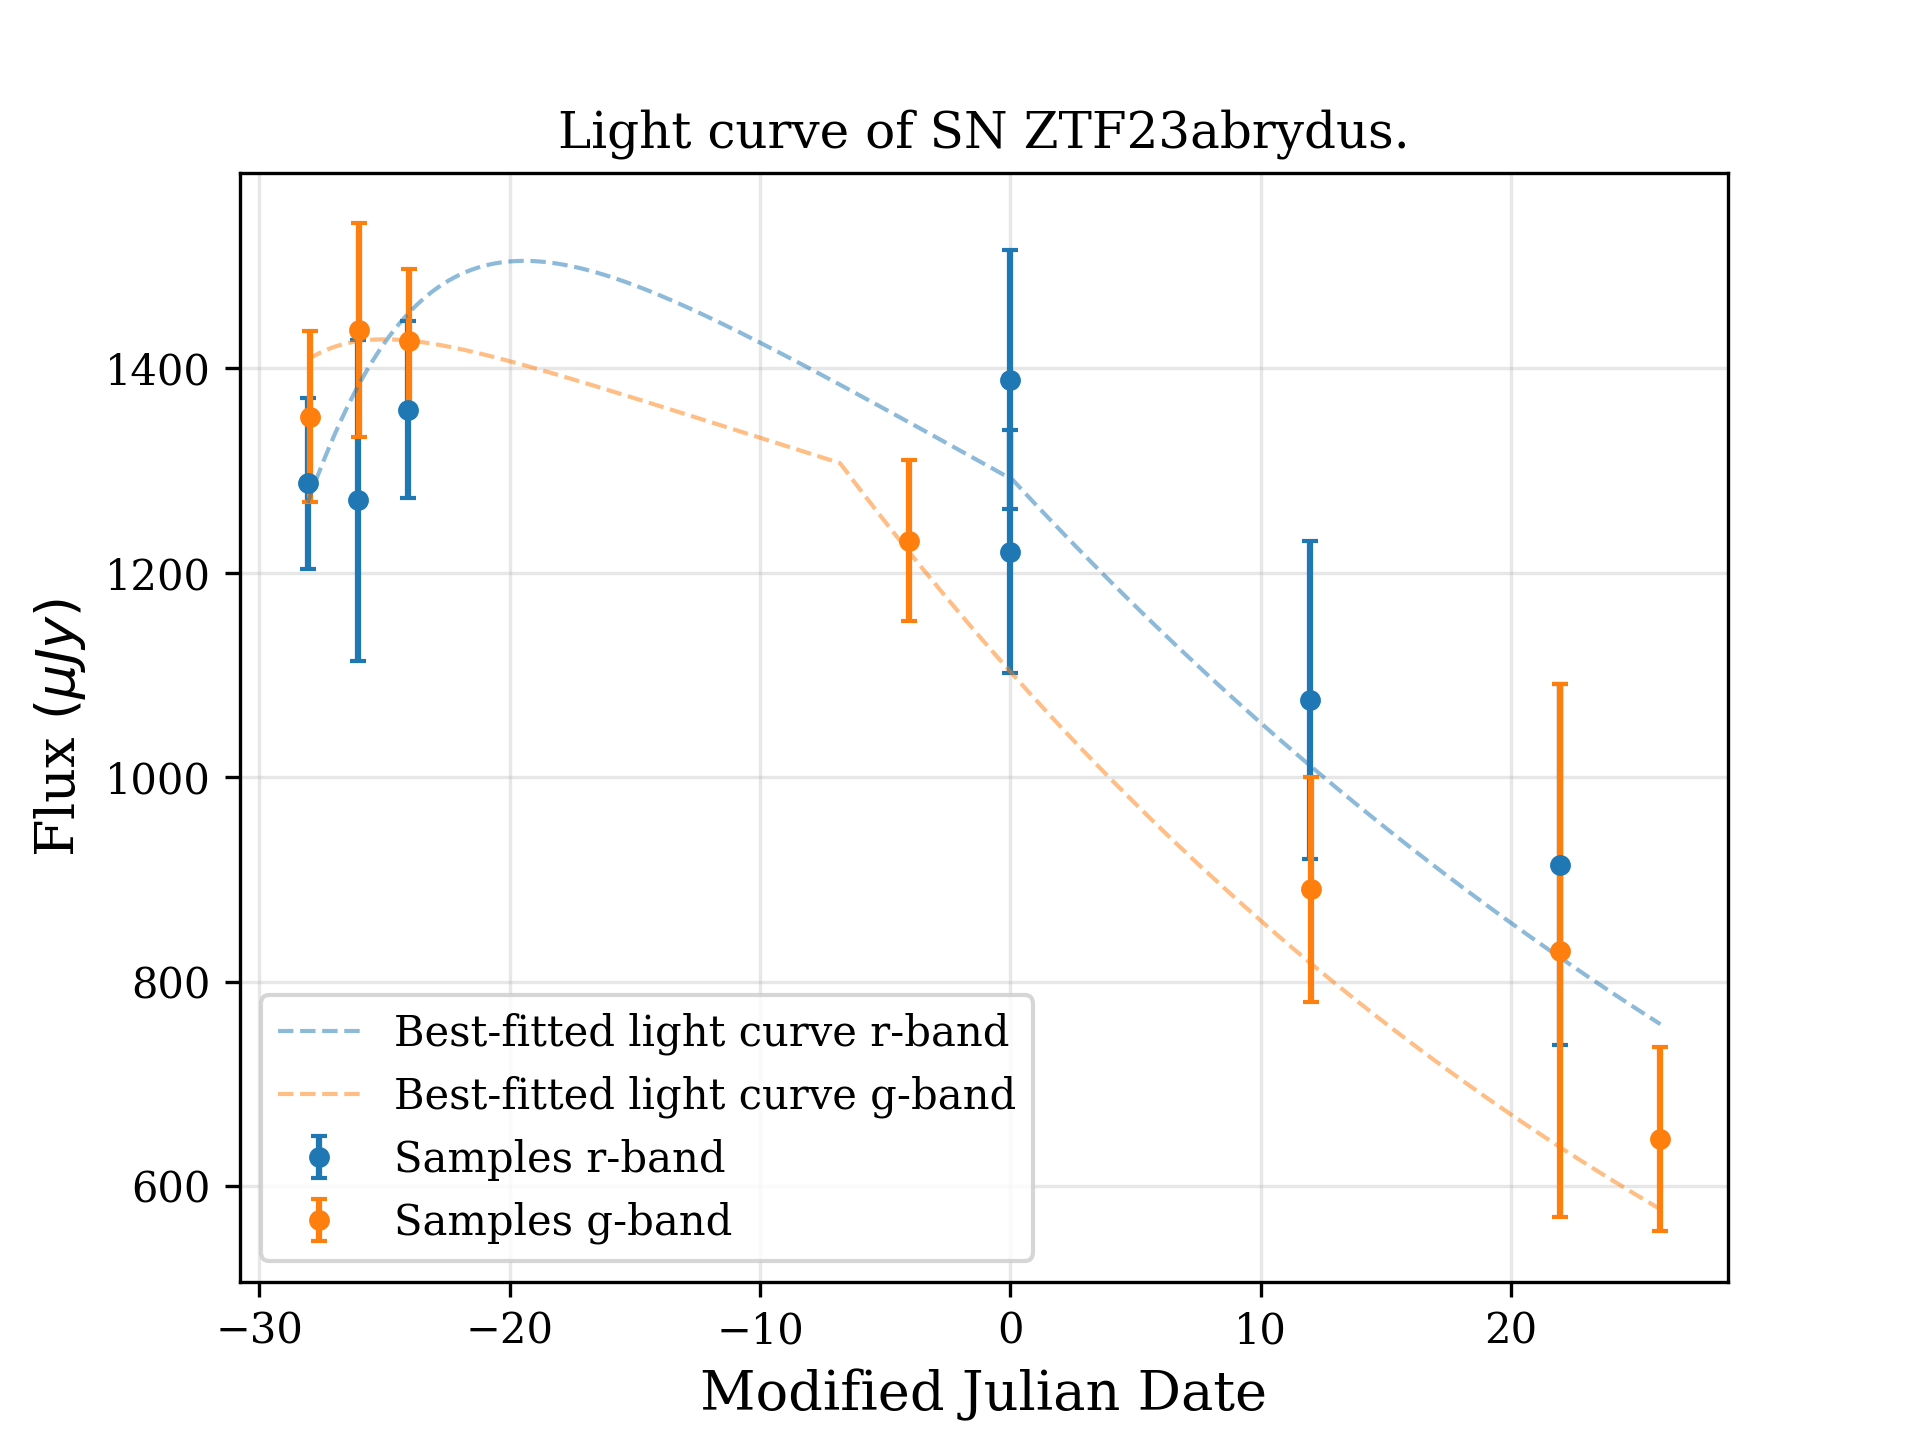 Light curve of SN ZTF23abrydus.
Flux (μJy)
1400
1200
1000
800
600
Best-fitted light curve r-band
Best-fitted light curve g-band
Samples r-band
Samples g-band
−30 −20 −10 0 10 20
Modified Julian Date